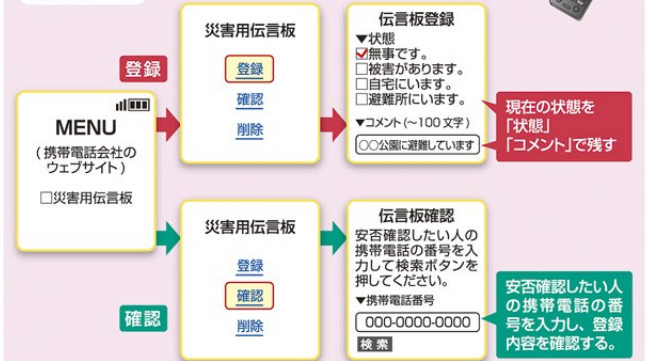 MENU
(携帯電話会社の
ウェブサイト)
□災害用伝言板
登録
災害用伝言板
登録
確認
削除
伝言板登録
▼状態
☑無事です。
□被害があります。
□自宅にいます。
□避難所にいます。
▼コメント(~100文字)
○○公園に避難しています
現在の状態を
「状態」
「コメント」で残す
確認
災害用伝言板
登録
確認
削除
伝言板確認
安否確認したい人の
携帯電話の番号を入
力して検索ボタンを
押してください。
▼携帯電話番号
000-0000-0000
検索
安否確認したい人
の携帯電話の番
号を入力し、登録
内容を確認する。